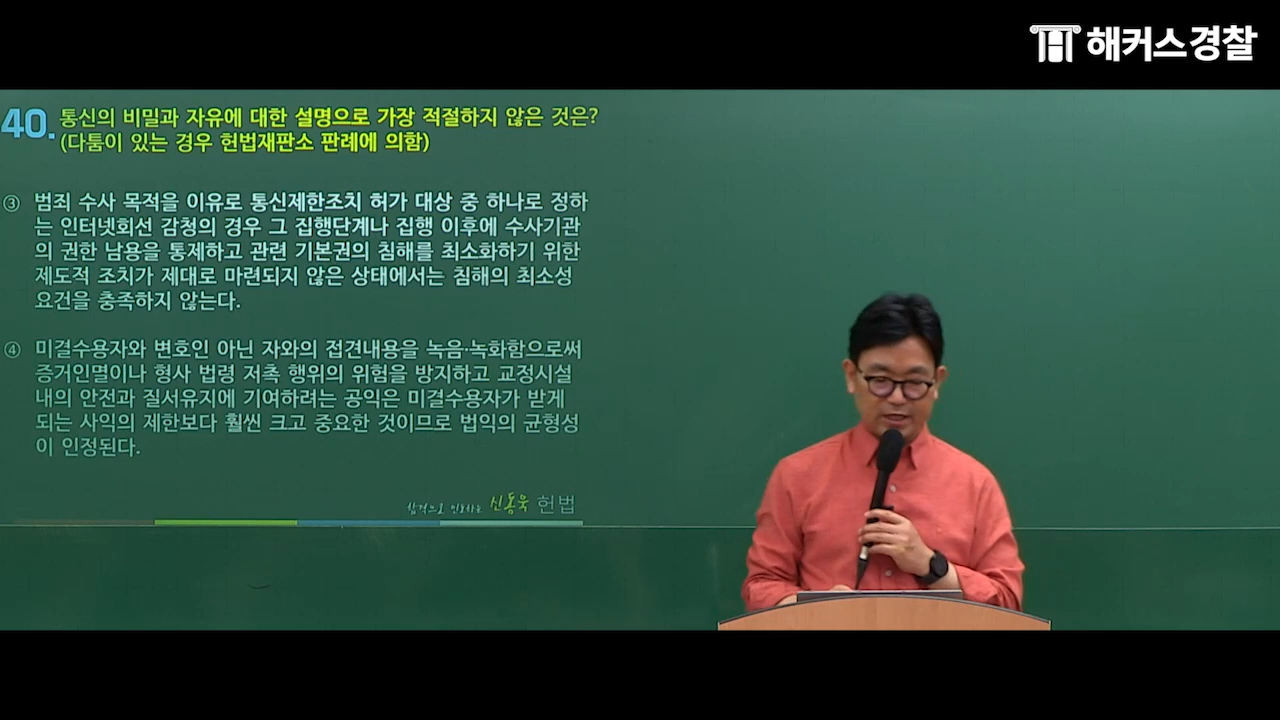 해커스경찰
40. 통신의 비밀과 자유에 대한 설명으로 가장 적절하지 않은 것은?
(다툼이 있는 경우 헌법재판소 판례에 의함)
③ 범죄 수사 목적을 이유로 통신제한조치 허가 대상 중 하나로 정하
는 인터넷회선 감청의 경우 그 집행단계나 집행 이후에 수사기관
의 권한 남용을 통제하고 관련 기본권의 침해를 최소화하기 위한
제도적 조치가 제대로 마련되지 않은 상태에서는 침해의 최소성
요건을 충족하지 않는다.
④ 미결수용자와 변호인 아닌 자와의 접견내용을 녹음·녹화함으로써
증거인멸이나 형사 법령 저촉 행위의 위험을 방지하고 교정시설
내의 안전과 질서유지에 기여하려는 공익은 미결수용자가 받게
되는 사익의 제한보다 훨씬 크고 중요한 것이므로 법익의 균형성
이 인정된다.
합격으로 인도하는 신동욱 헌법